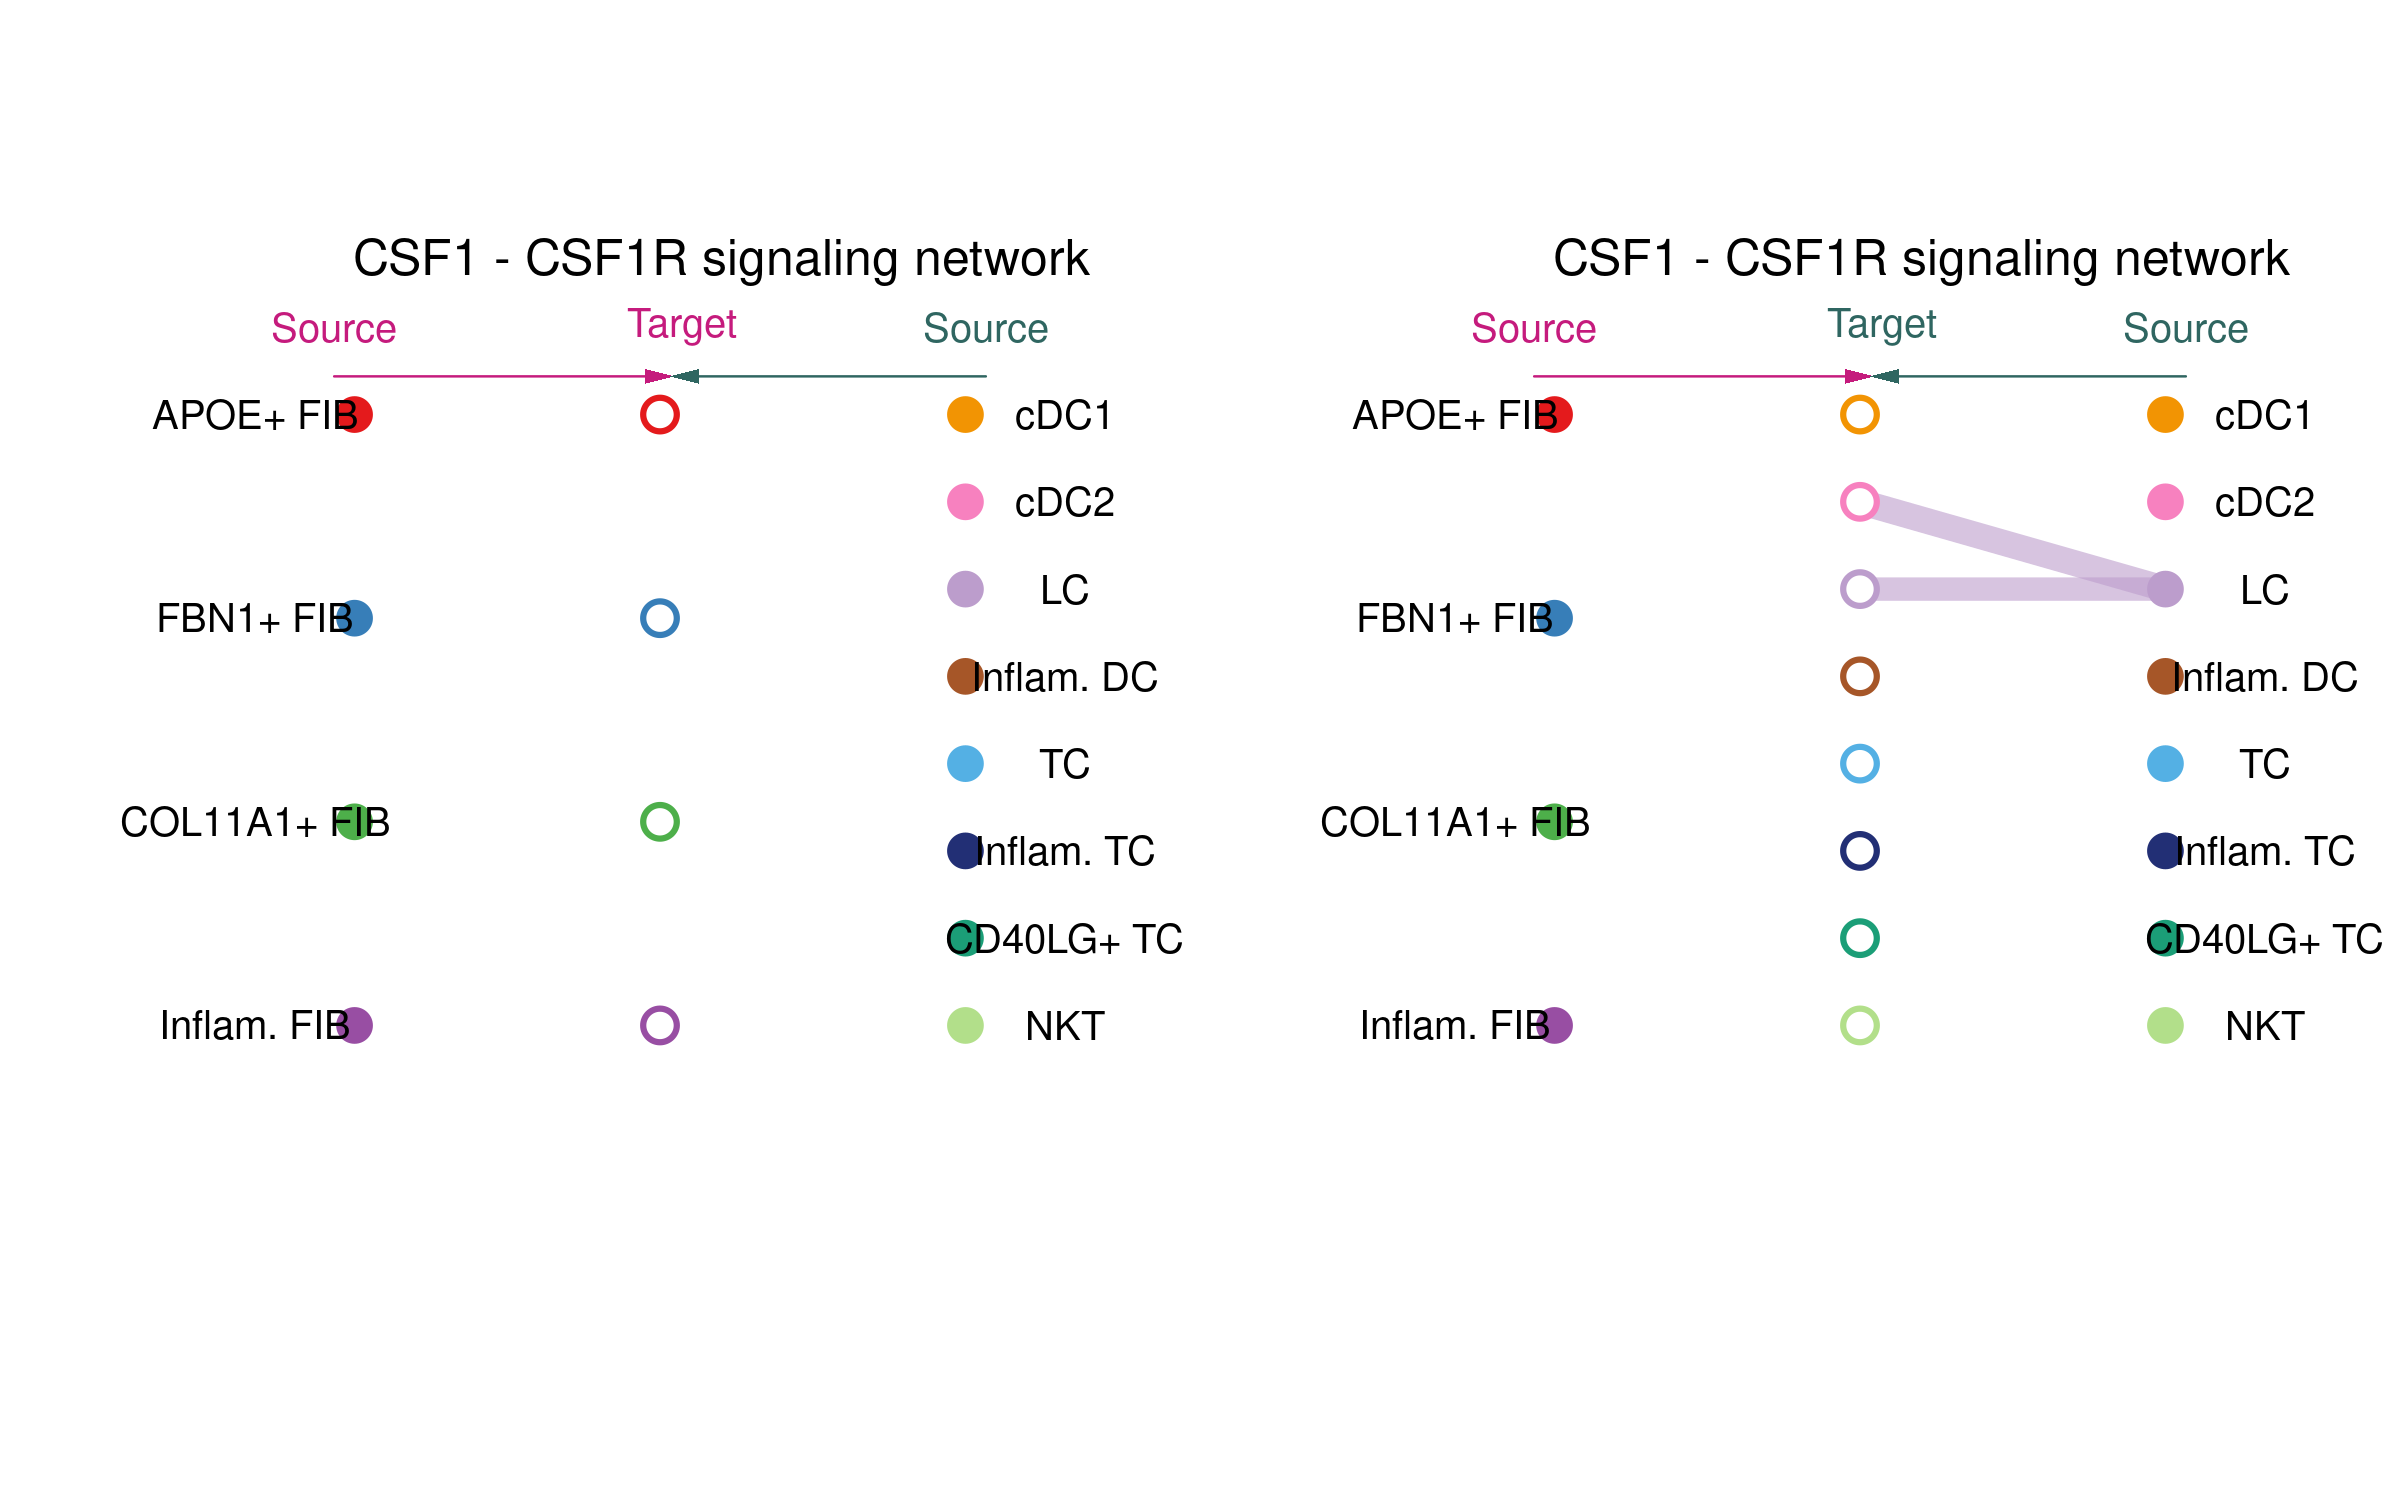 CSF1 - CSF1R signaling network
Source Target Source
APOE+ FIB
cDC1
cDC2
LC
FBN1+ FIB
Inflam. DC
TC
COL11A1+ FIB
Inflam. TC
CD40LG+ TC
Inflam. FIB
NKT
CSF1 - CSF1R signaling network
Source Target Source
APOE+ FIB
cDC1
cDC2
LC
FBN1+ FIB
Inflam. DC
TC
COL11A1+ FIB
Inflam. TC
CD40LG+ TC
Inflam. FIB
NKT